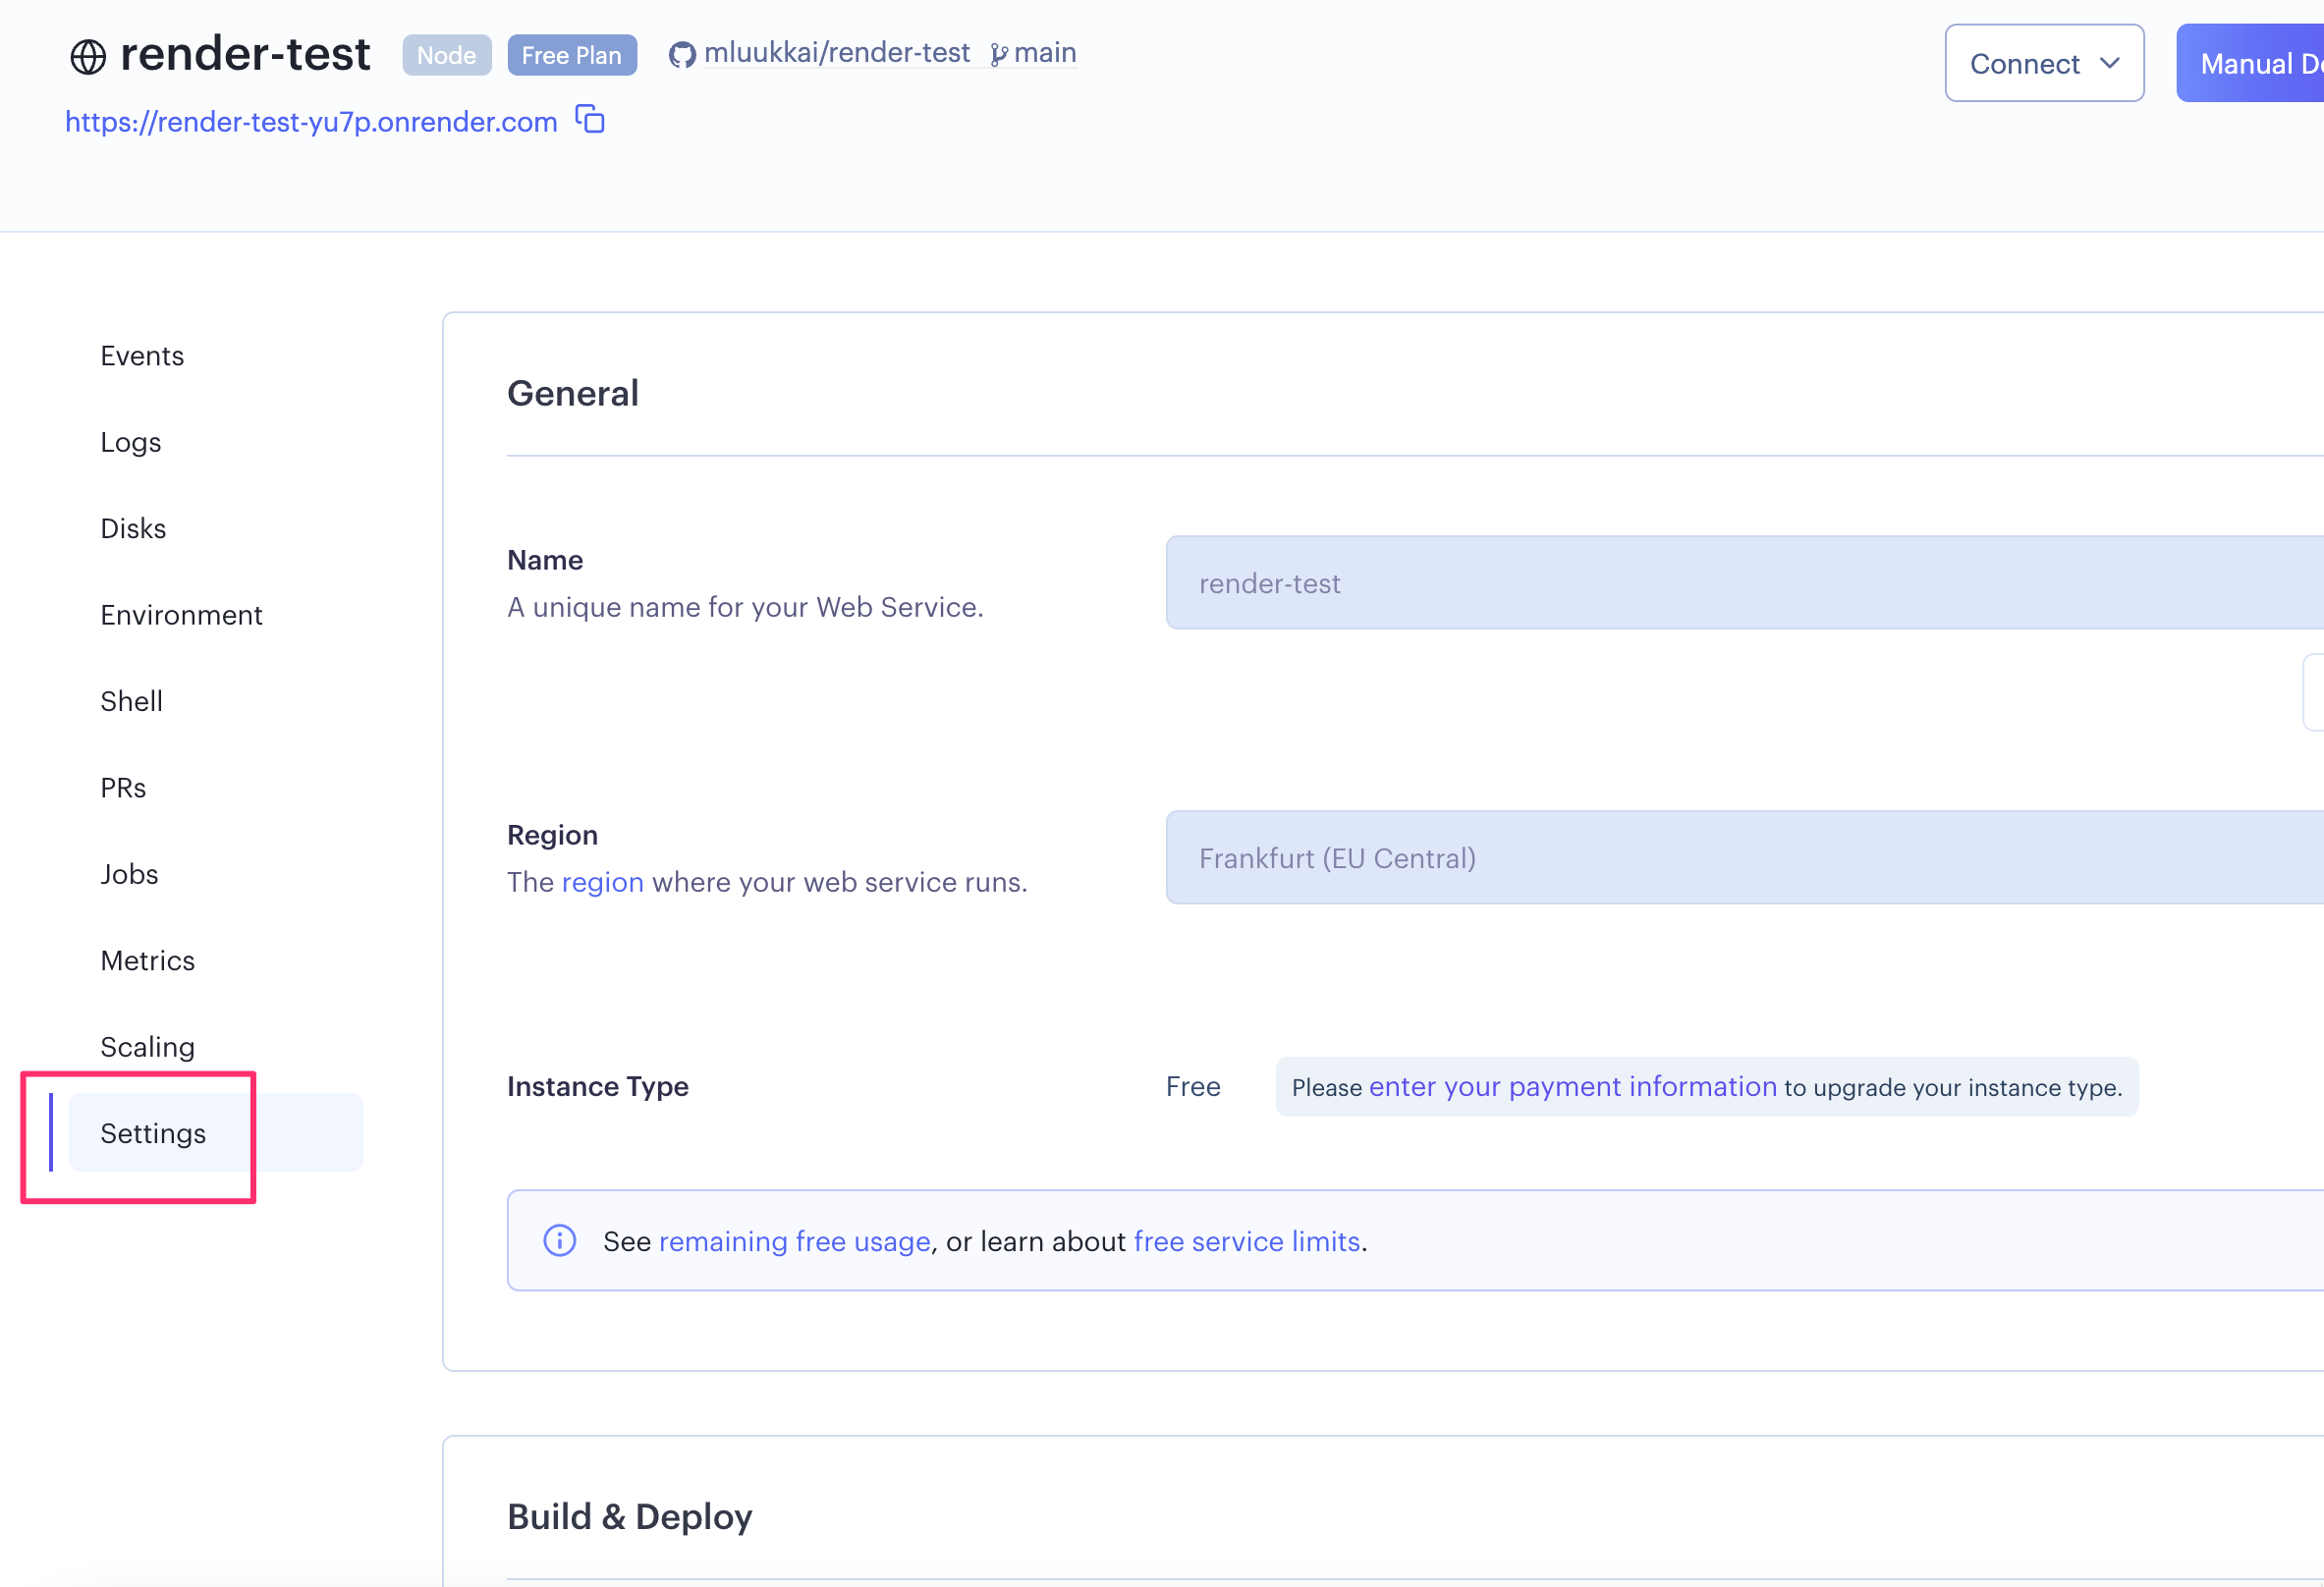 render-test Node Free Plan mluukkai/render-test main
Connect
Manual De
https://render-test-yu7p.onrender.com
Events
Logs
Disks
Environment
Shell
PRs
Jobs
Metrics
Scaling
Settings
General
Name
A unique name for your Web Service.
render-test
Region
The region where your web service runs.
Frankfurt (EU Central)
Instance Type
Free
Please enter your payment information to upgrade your instance type.
See remaining free usage, or learn about free service limits.
Build & Deploy